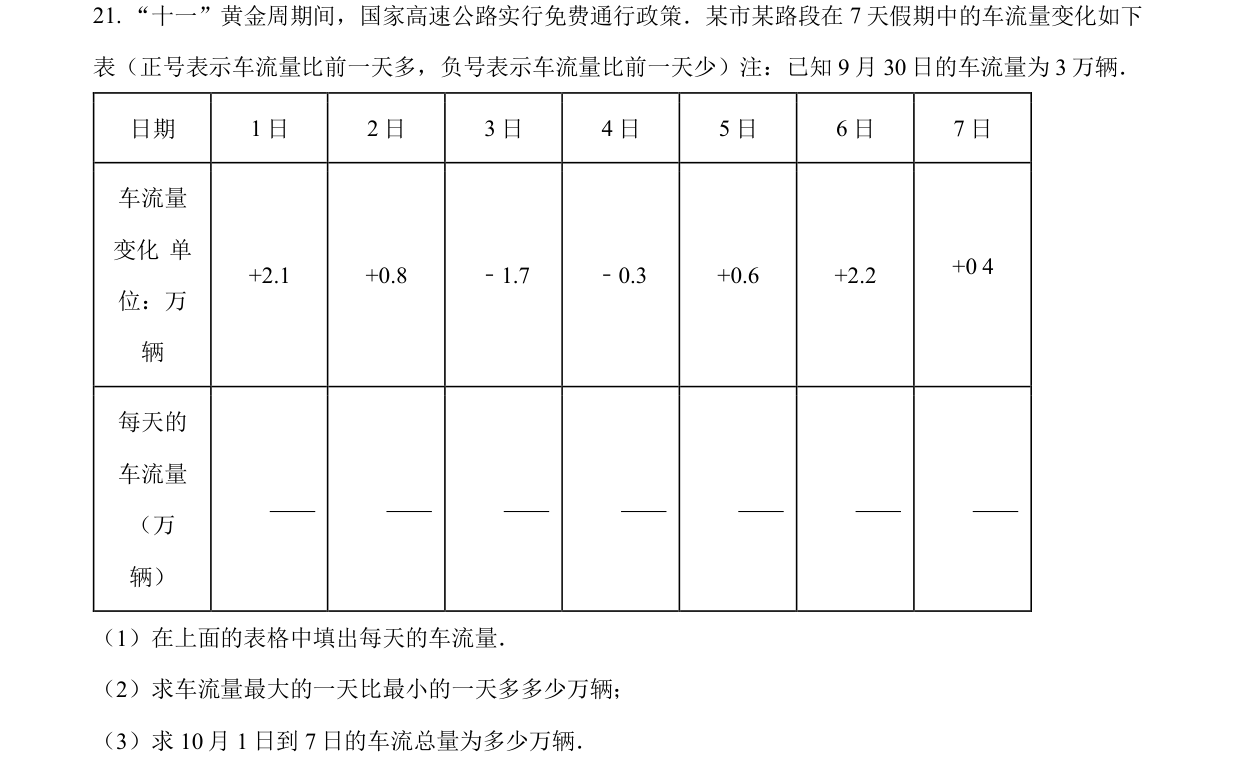 21. “十一”黄金周期间，国家高速公路实行免费通行政策．某市某路段在 7 天假期中的车流量变化如下
表（正号表示车流量比前一天多，负号表示车流量比前一天少）注：已知 9 月 30 日的车流量为 3 万辆．
日期 1 日 2 日 3 日 4 日 5 日 6 日 7 日
车流量
变化 单
位：万
辆
+2.1 +0.8 ﹣1.7 ﹣0.3 +0.6 +2.2 +0 4
每天的
车流量
（万
辆）
____ ____ ____ ____ ____ ____ ____
（1）在上面的表格中填出每天的车流量．
（2）求车流量最大的一天比最小的一天多多少万辆；
（3）求 10 月 1 日到 7 日的车流总量为多少万辆．